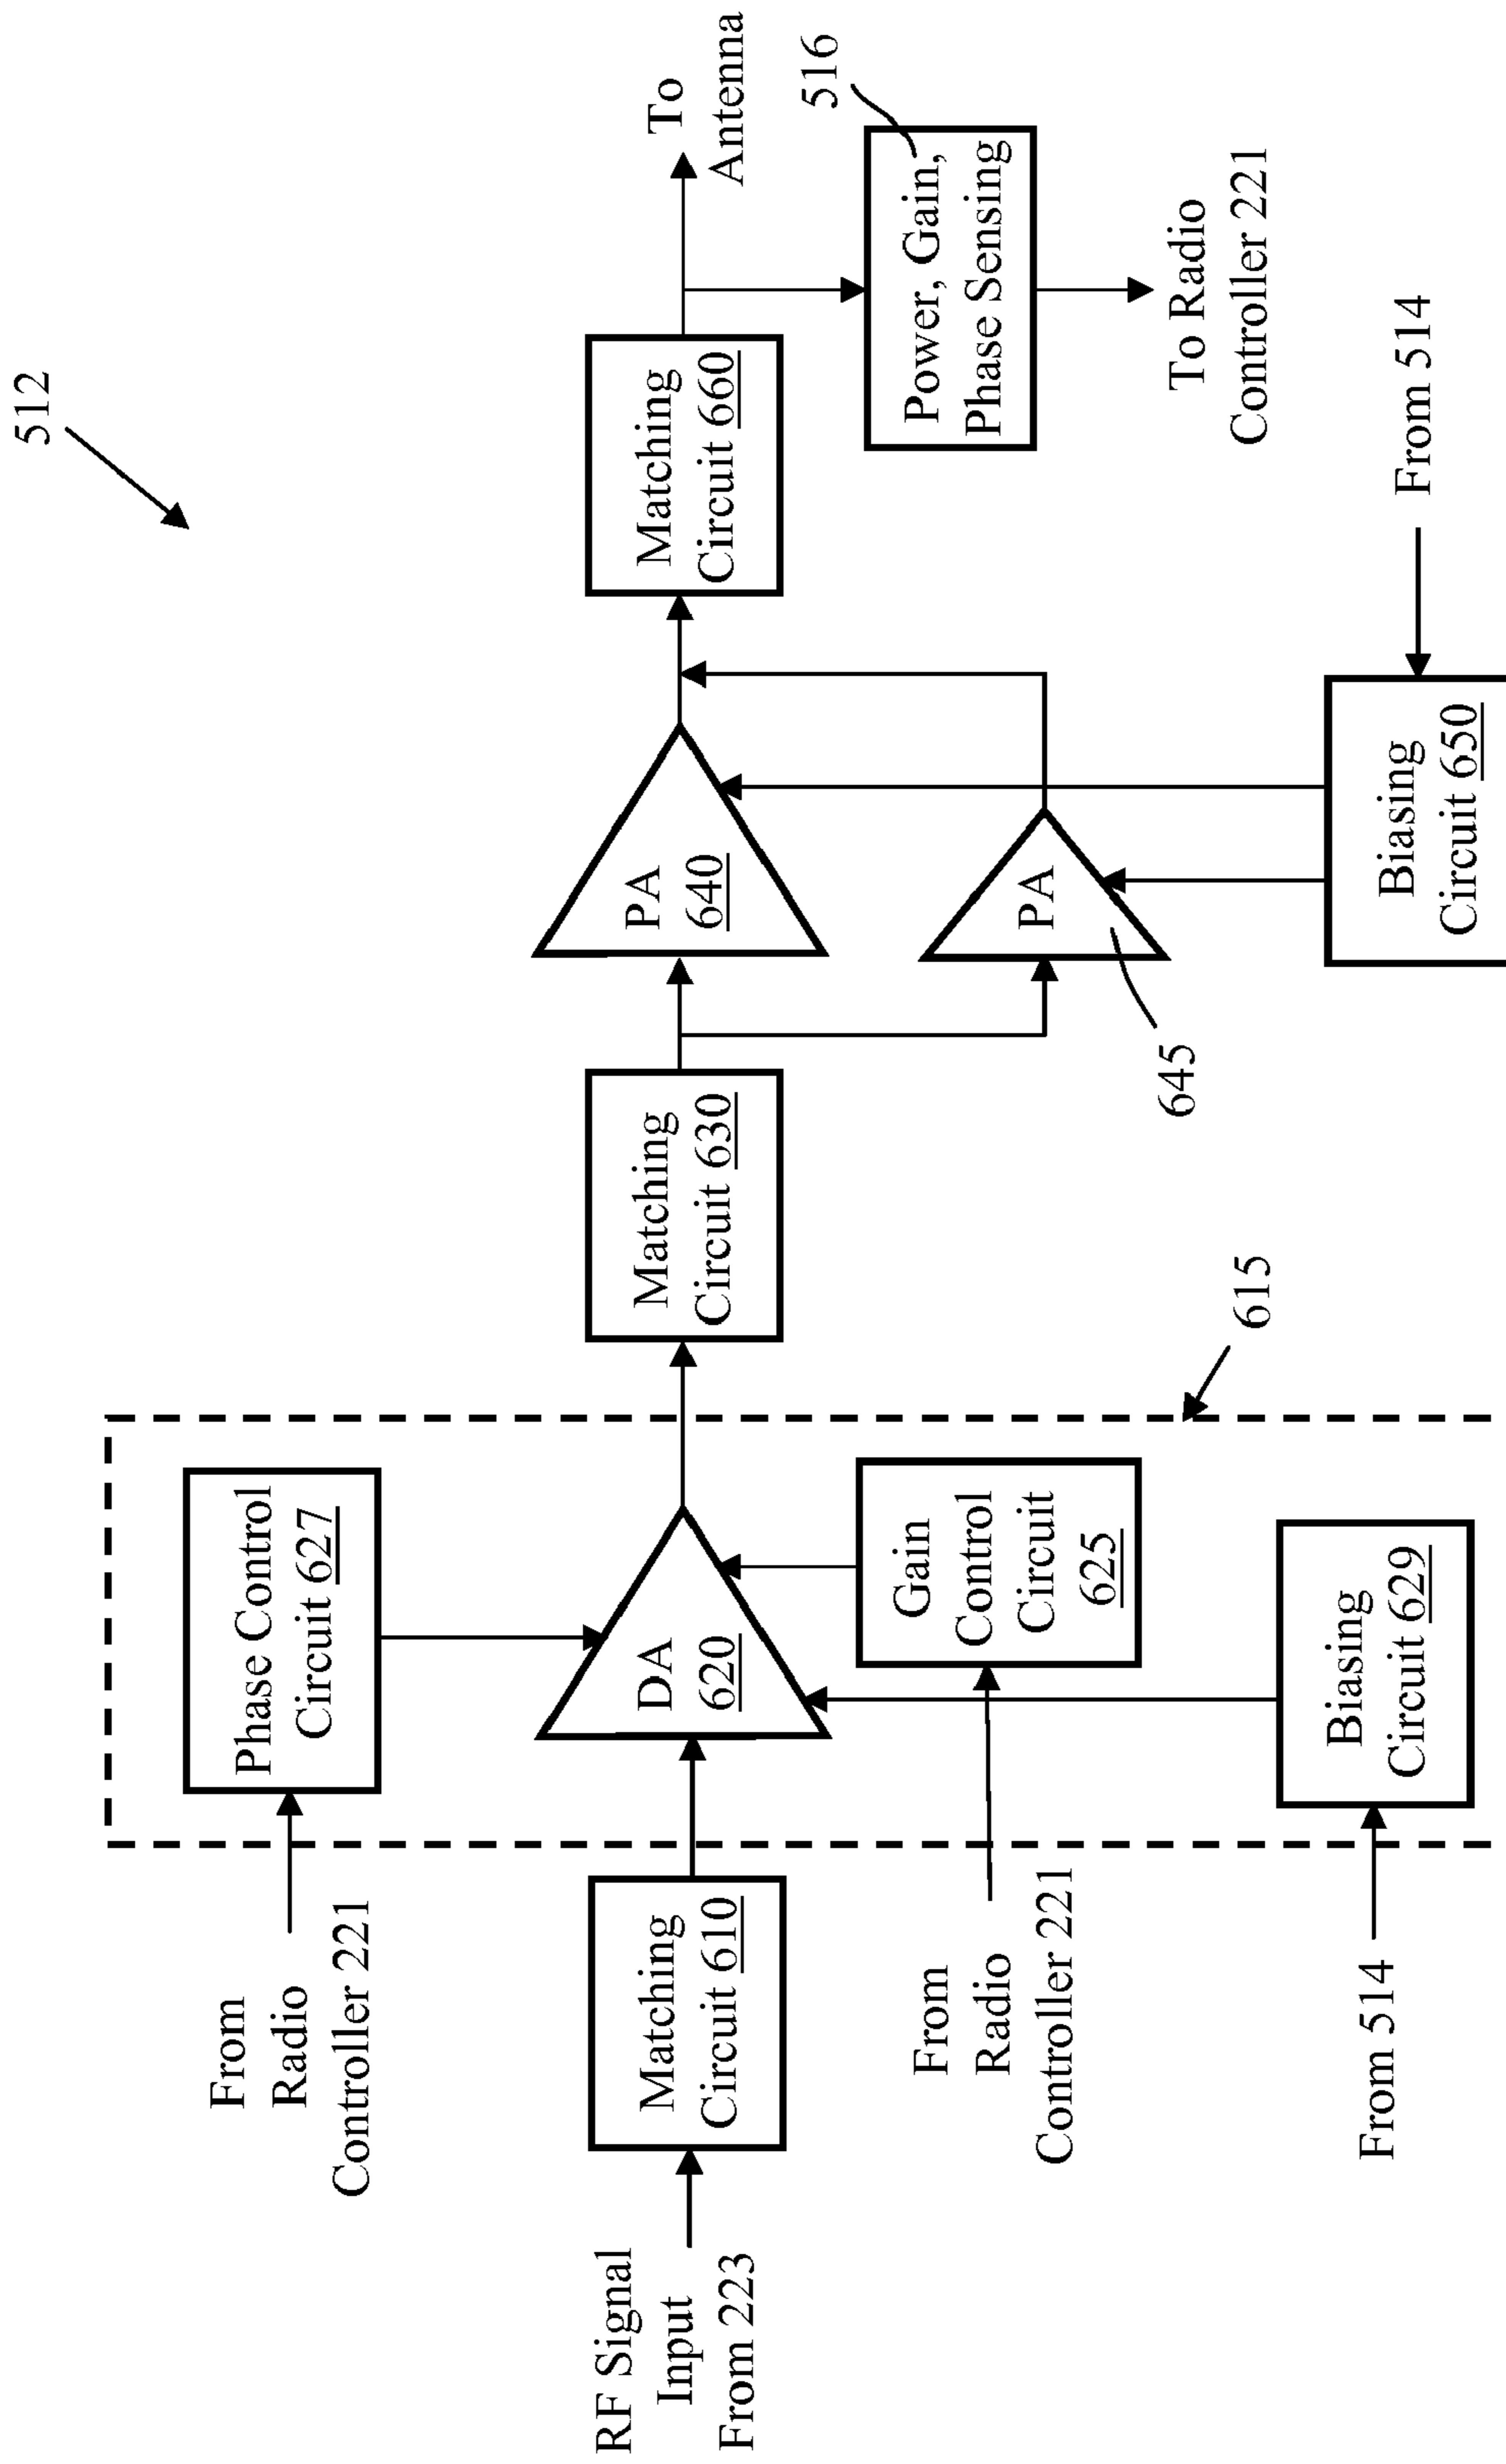 512
From
Radio
Controller 221
Phase Control
Circuit 627
RF Signal
Input
From 223
Matching
Circuit 610
DA
620
Matching
Circuit 630
PA
640
Matching
Circuit 660
To
Antenna
516
Power, Gain,
Phase Sensing
To Radio
Controller 221
From
Radio
Controller 221
Gain
Control
Circuit
625
615
PA
645
From 514
Biasing
Circuit 629
Biasing
Circuit 650
From 514